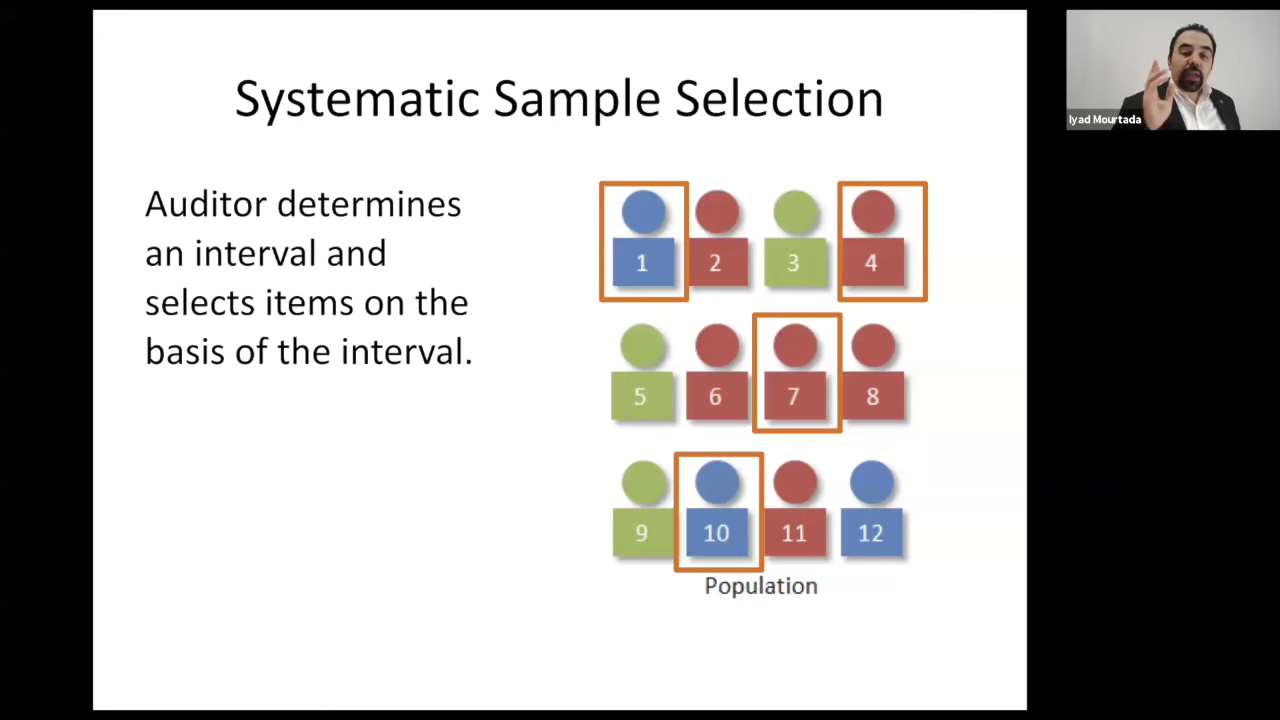 Systematic Sample Selection
Iyad Mourtada
Auditor determines
an interval and
selects items on the
basis of the interval.
1 2 3 4
5 6 7 8
9 10 11 12
Population